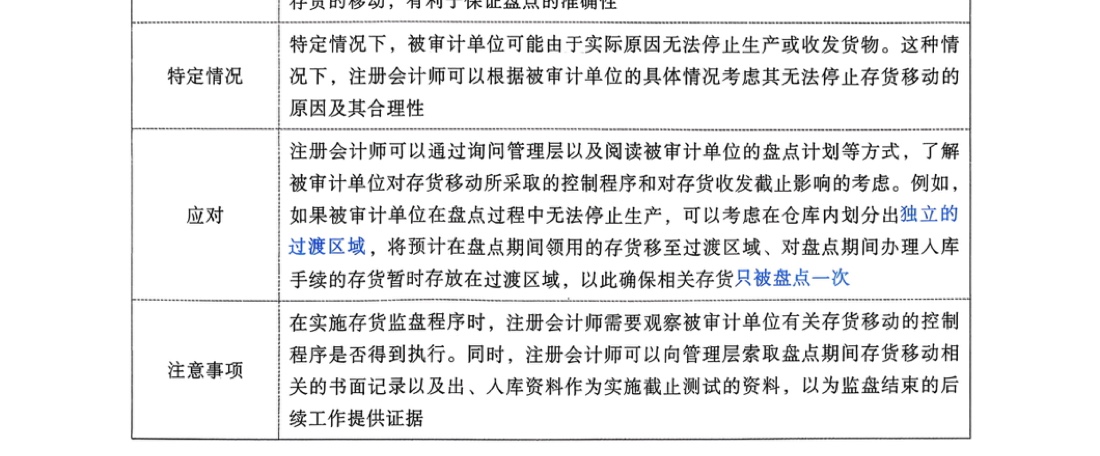 存货的移动，有利于保证盘点的准确性
特定情况下，被审计单位可能由于实际原因无法停止生产或收发货物。这种情
特定情况
况下，注册会计师可以根据被审计单位的具体情况考虑其无法停止存货移动的
原因及其合理性
注册会计师可以通过询问管理层以及阅读被审计单位的盘点计划等方式，了解
被审计单位对存货移动所采取的控制程序和对存货收发截止影响的考虑。例如，
应对
如果被审计单位在盘点过程中无法停止生产，可以考虑在仓库内划分出独立的
过渡区域，将预计在盘点期间领用的存货移至过渡区域、对盘点期间办理入库
手续的存货暂时存放在过渡区域，以此确保相关存货只被盘点一次
在实施存货监盘程序时，注册会计师需要观察被审计单位有关存货移动的控制
程序是否得到执行。同时，注册会计师可以向管理层索取盘点期间存货移动相
注意事项
关的书面记录以及出、入库资料作为实施截止测试的资料，以为监盘结束的后
续工作提供证据